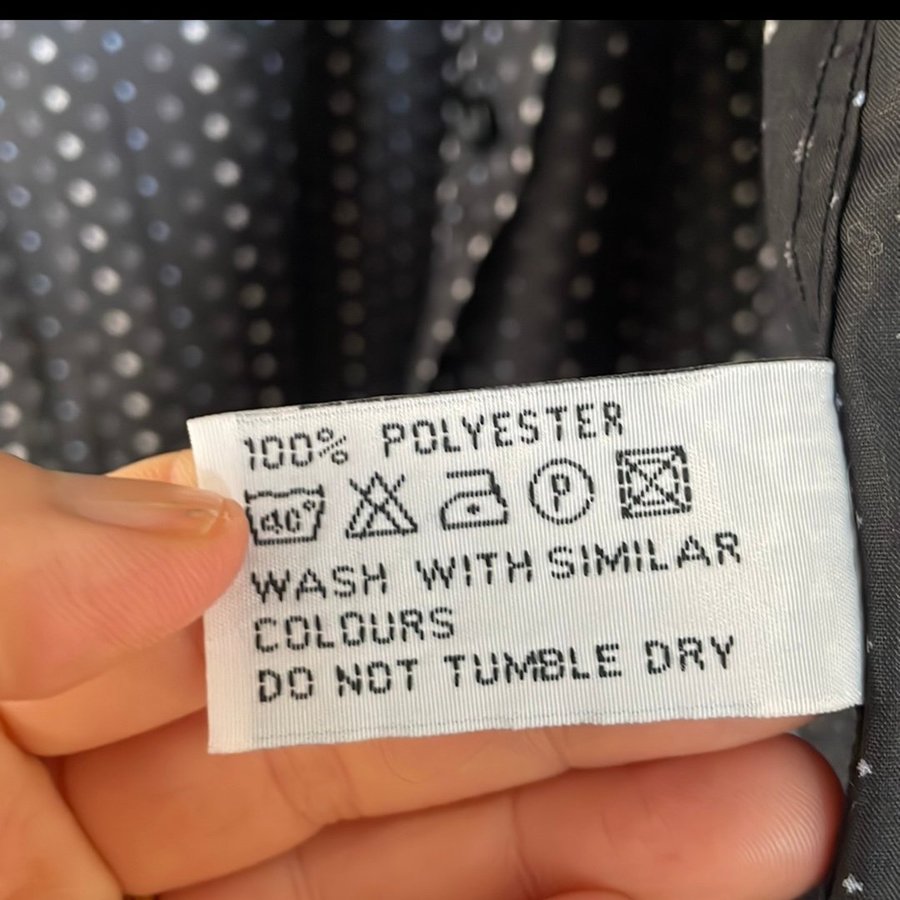 100% POLYESTER
40° P
WASH WITH SIMILAR
COLOURS
DO NOT TUMBLE DRY